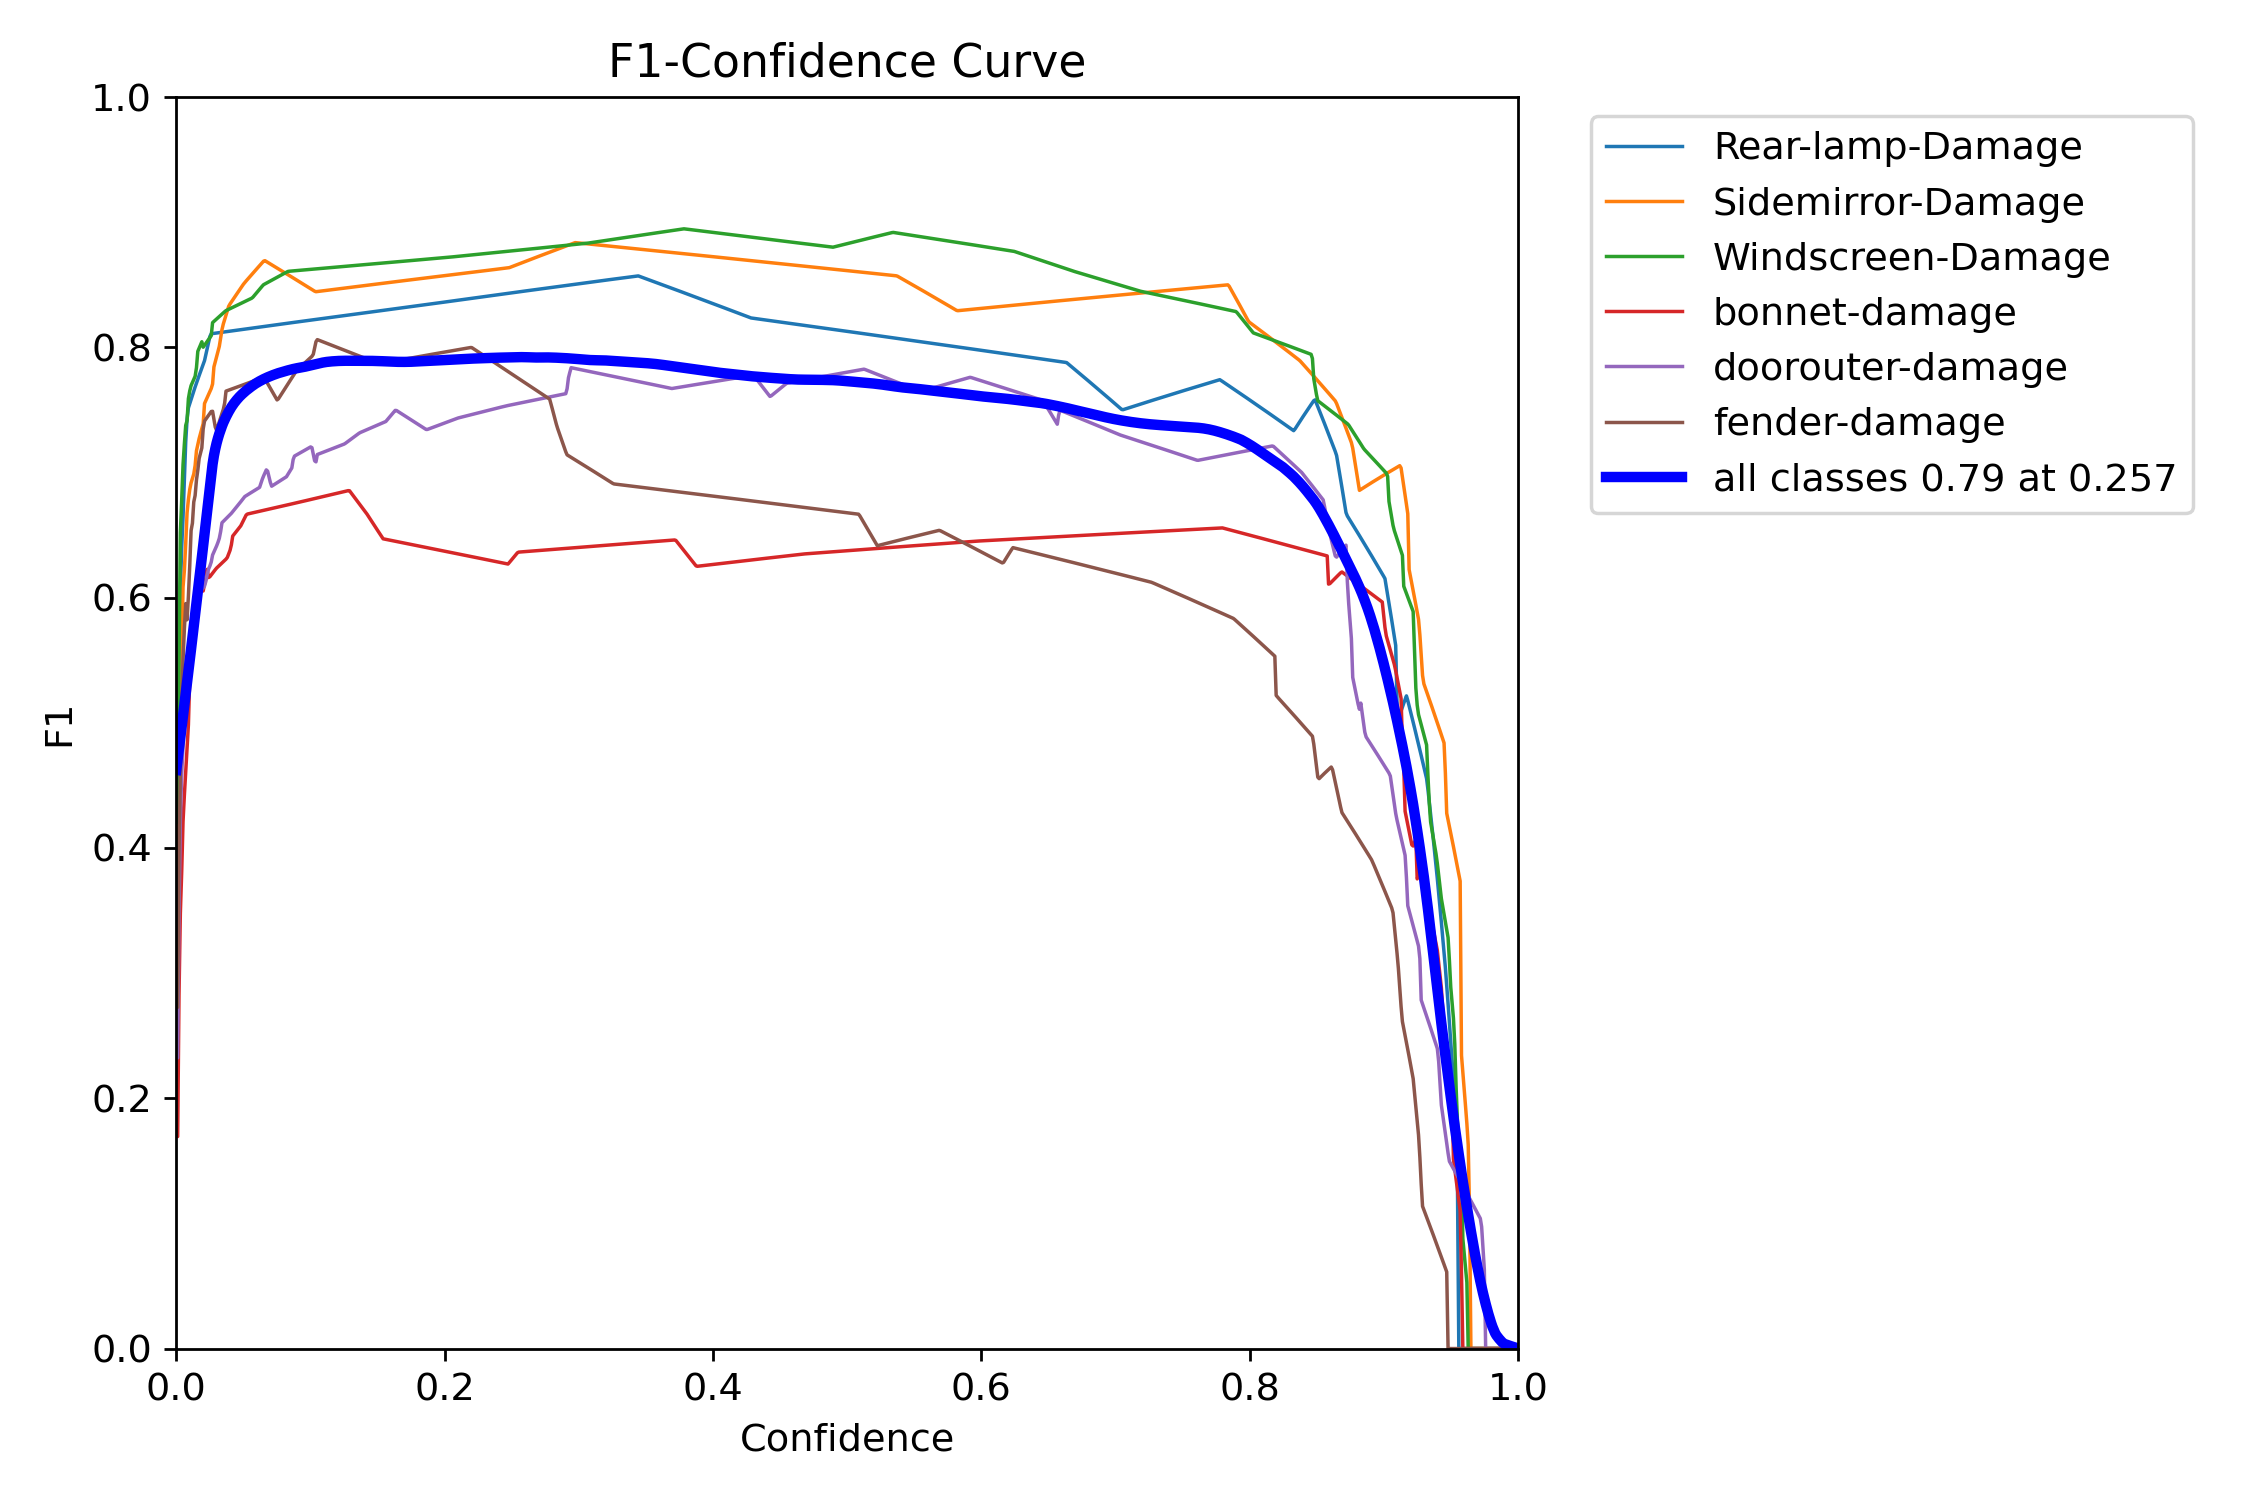 F1-Confidence Curve
1.0
0.8
0.6
0.4
0.2
0.0
F1
0.0 0.2 0.4 0.6 0.8 1.0
Confidence
Rear-lamp-Damage
Sidemirror-Damage
Windscreen-Damage
bonnet-damage
doorouter-damage
fender-damage
all classes 0.79 at 0.257